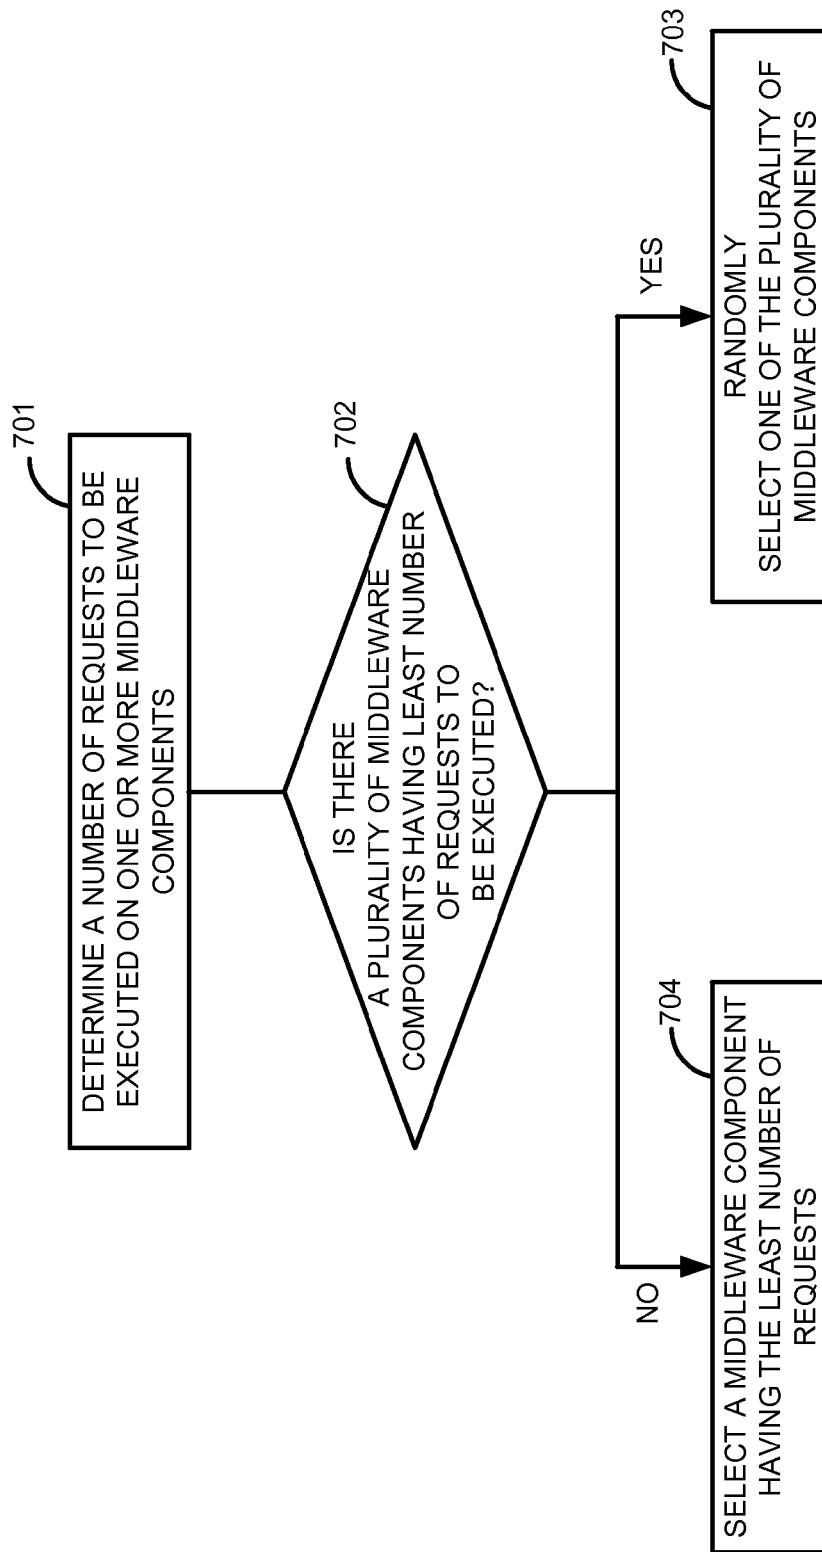 701
DETERMINE A NUMBER OF REQUESTS TO BE
EXECUTED ON ONE OR MORE MIDDLEWARE
COMPONENTS
702
IS THERE
A PLURALITY OF MIDDLEWARE
COMPONENTS HAVING LEAST NUMBER
OF REQUESTS TO
BE EXECUTED?
NO
YES
704
SELECT A MIDDLEWARE COMPONENT
HAVING THE LEAST NUMBER OF
REQUESTS
703
RANDOMLY
SELECT ONE OF THE PLURALITY OF
MIDDLEWARE COMPONENTS